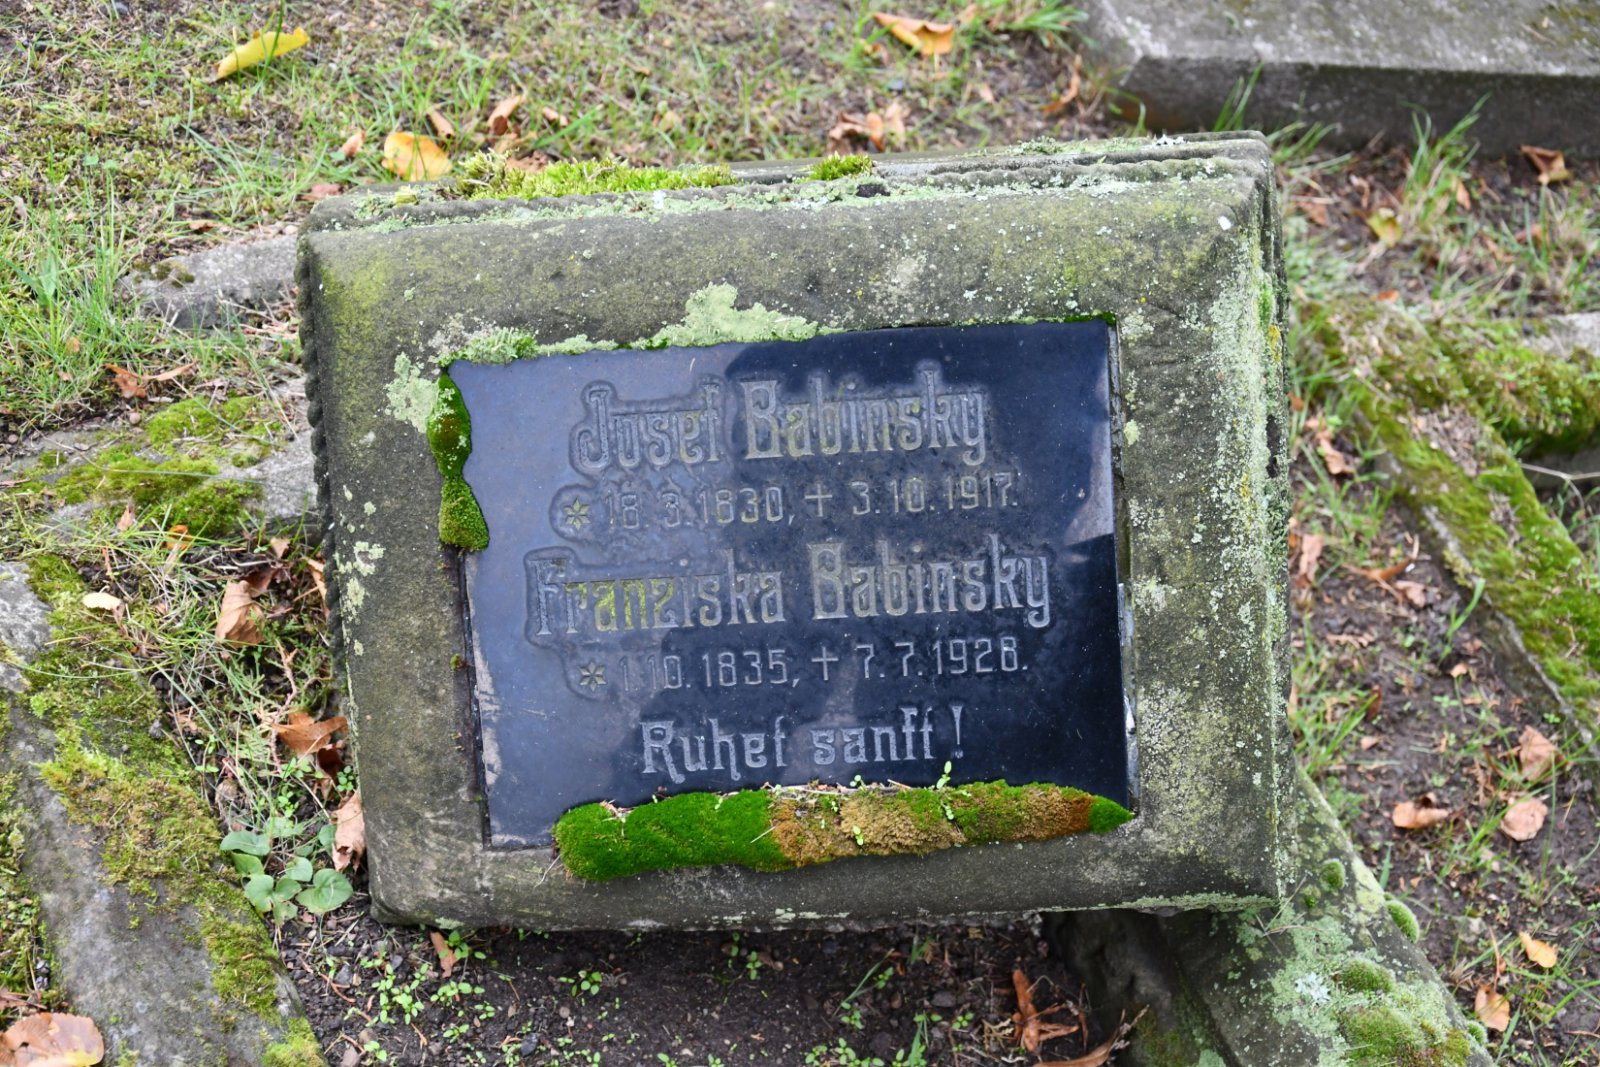 Josef Babinsky
* 18.3.1830, † 3.10.1917.
Franziska Babinsky
* 1.10.1835, † 7.7.1928.
Ruhet sanft!